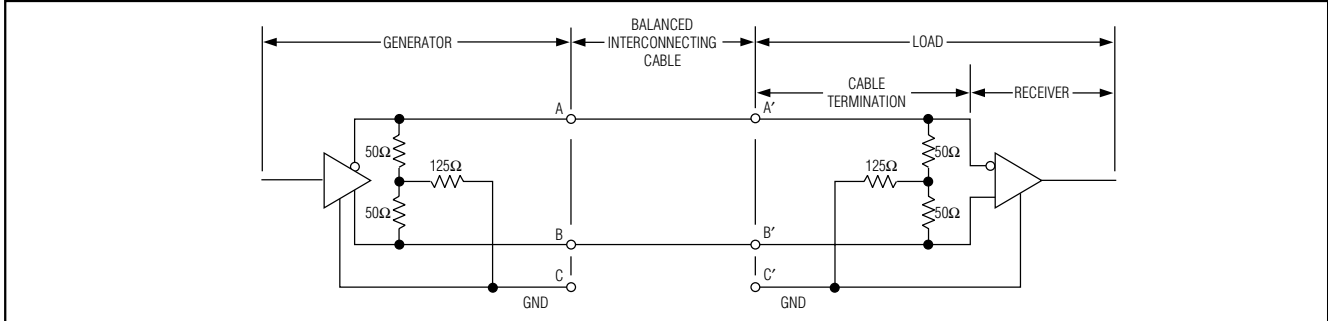 GENERATOR
BALANCED
INTERCONNECTING
CABLE
LOAD
CABLE
TERMINATION
RECEIVER
A
A′
50Ω
125Ω
50Ω
125Ω
50Ω
50Ω
B
B′
C
C′
GND
GND